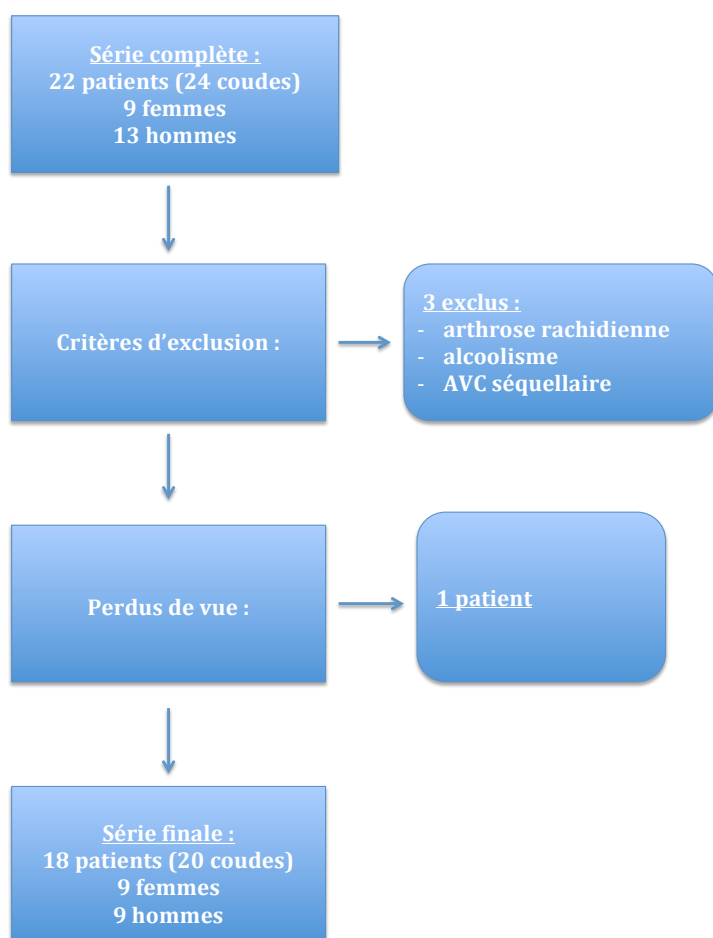 Série complète :
22 patients (24 coudes)
9 femmes
13 hommes
Critères d'exclusion :
3 exclus :
- arthrose rachidienne
- alcoolisme
- AVC séquellaire
Perdus de vue :
1 patient
Série finale :
18 patients (20 coudes)
9 femmes
9 hommes